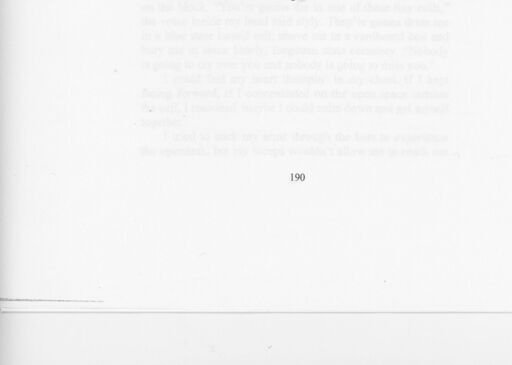 on the block. "You're gonna die in one of these box cells,"
the voice inside my head said slyly. They're gonna dress me
in a blue state burial suit, shove me in a cardboard box and
bury me in some lonely, forgotten state cemetery. "Nobody
is going to cry over you and nobody is going to miss you."
I could feel my heart thumpin' in my chest. If I kept
facing forward, if I concentrated on the open space outside
the cell, I reasoned, maybe I could calm down and get myself
together.
I tried to stick my arms through the bars to experience
the openness, but my biceps wouldn't allow me to reach out
190